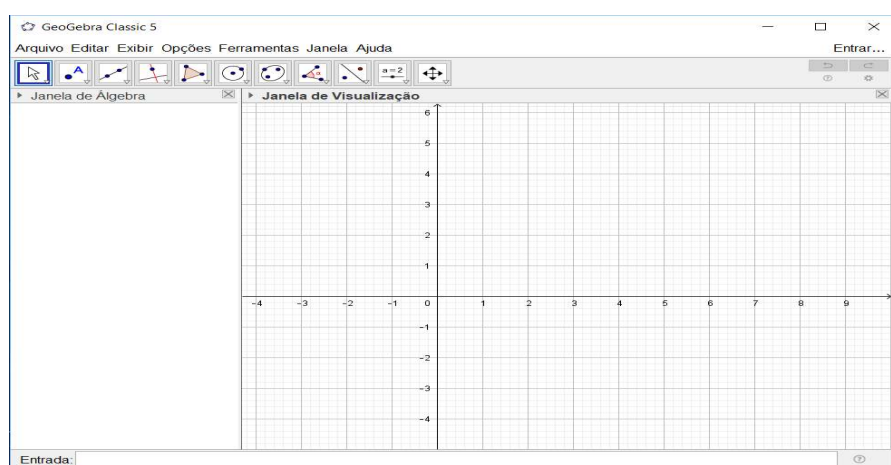 GeoGebra Classic 5
Arquivo Editar Exibir Opções Ferramentas Janela Ajuda Entrar...
A a=2
Janela de Álgebra Janela de Visualização
6
5
4
3
2
1
-4 -3 -2 -1 0 1 2 3 4 5 6 7 8 9
-1
-2
-3
-4
Entrada: